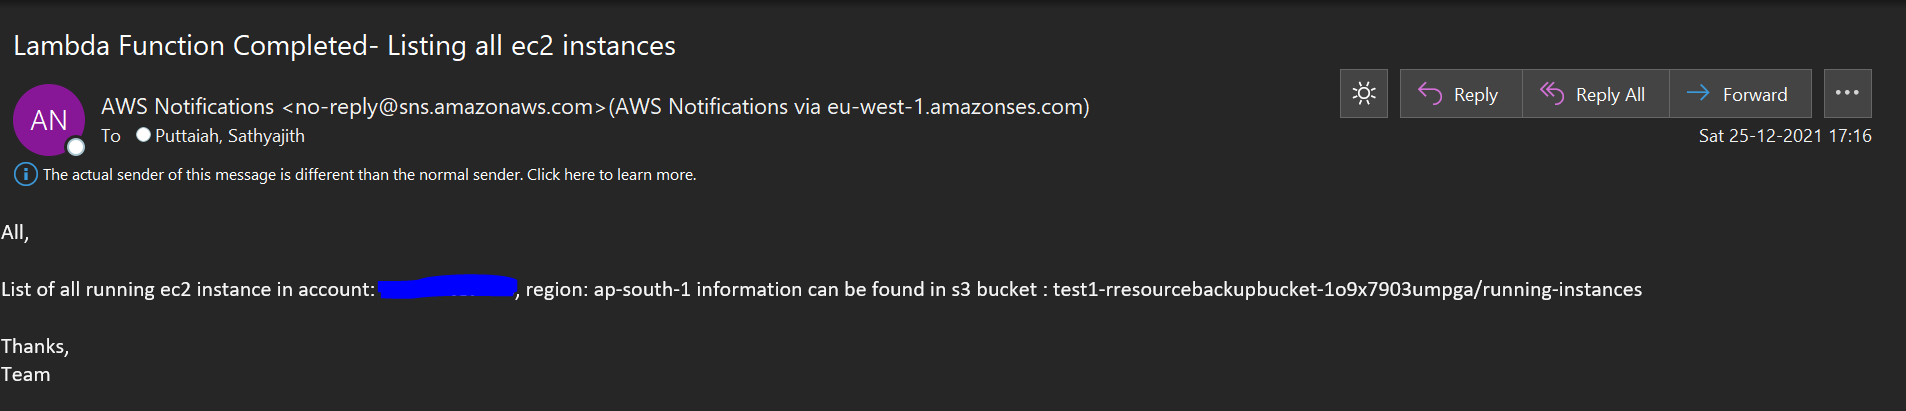 Lambda Function Completed- Listing all ec2 instances
AN
AWS Notifications <no-reply@sns.amazonaws.com>(AWS Notifications via eu-west-1.amazonses.com)
To Puttaiah, Sathyajith
Reply
Reply All
Forward
Sat 25-12-2021 17:16
The actual sender of this message is different than the normal sender. Click here to learn more.
All,
List of all running ec2 instance in account: , region: ap-south-1 information can be found in s3 bucket : test1-rresourcebackupbucket-1o9x7903umpga/running-instances
Thanks,
Team